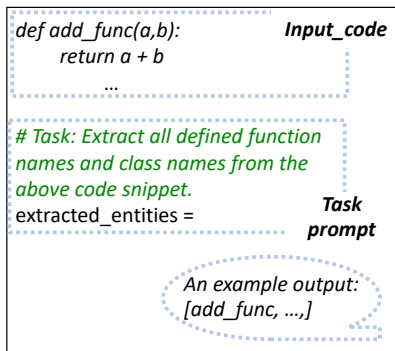 def add_func(a,b):
Input_code
return a + b
...
# Task: Extract all defined function
names and class names from the
above code snippet.
extracted_entities =
Task
prompt
An example output:
[add_func, ...,]